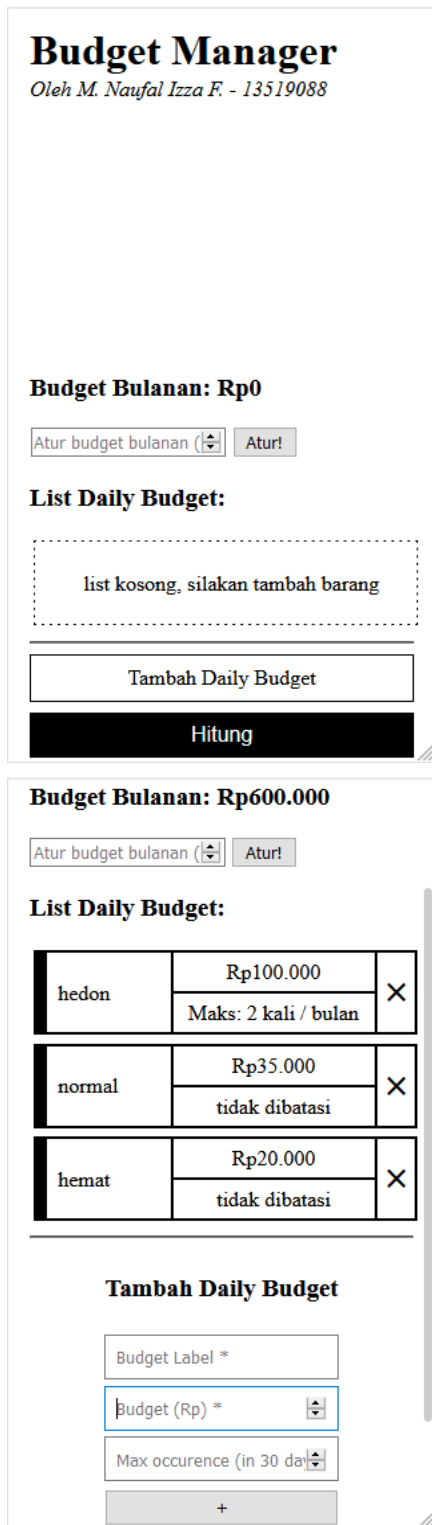 Budget Manager
Oleh M. Naufal Izza F. - 13519088
Budget Bulanan: Rp0
Atur budget bulanan (
Atur!
List Daily Budget:
list kosong, silakan tambah barang
Tambah Daily Budget
Hitung
Budget Bulanan: Rp600.000
Atur budget bulanan (
Atur!
List Daily Budget:
hedon
Rp100.000
Maks: 2 kali / bulan
×
normal
Rp35.000
tidak dibatasi
×
hemat
Rp20.000
tidak dibatasi
×
Tambah Daily Budget
Budget Label *
Budget (Rp) *
Max occurence (in 30 day
+